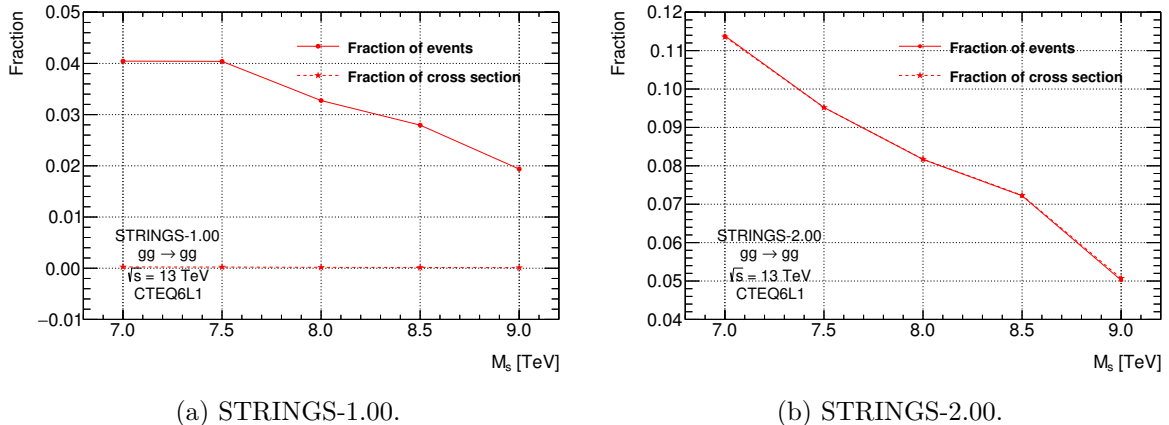 Fraction
0.05
0.04
0.03
0.02
0.01
0.00
−0.01
Fraction of events
Fraction of cross section
STRINGS-1.00
gg → gg
√s = 13 TeV
CTEQ6L1
7.0 7.5 8.0 8.5 9.0
M_s [TeV]
(a) STRINGS-1.00.
Fraction
0.12
0.11
0.10
0.09
0.08
0.07
0.06
0.05
0.04
Fraction of events
Fraction of cross section
STRINGS-2.00
gg → gg
√s = 13 TeV
CTEQ6L1
7.0 7.5 8.0 8.5 9.0
M_s [TeV]
(b) STRINGS-2.00.